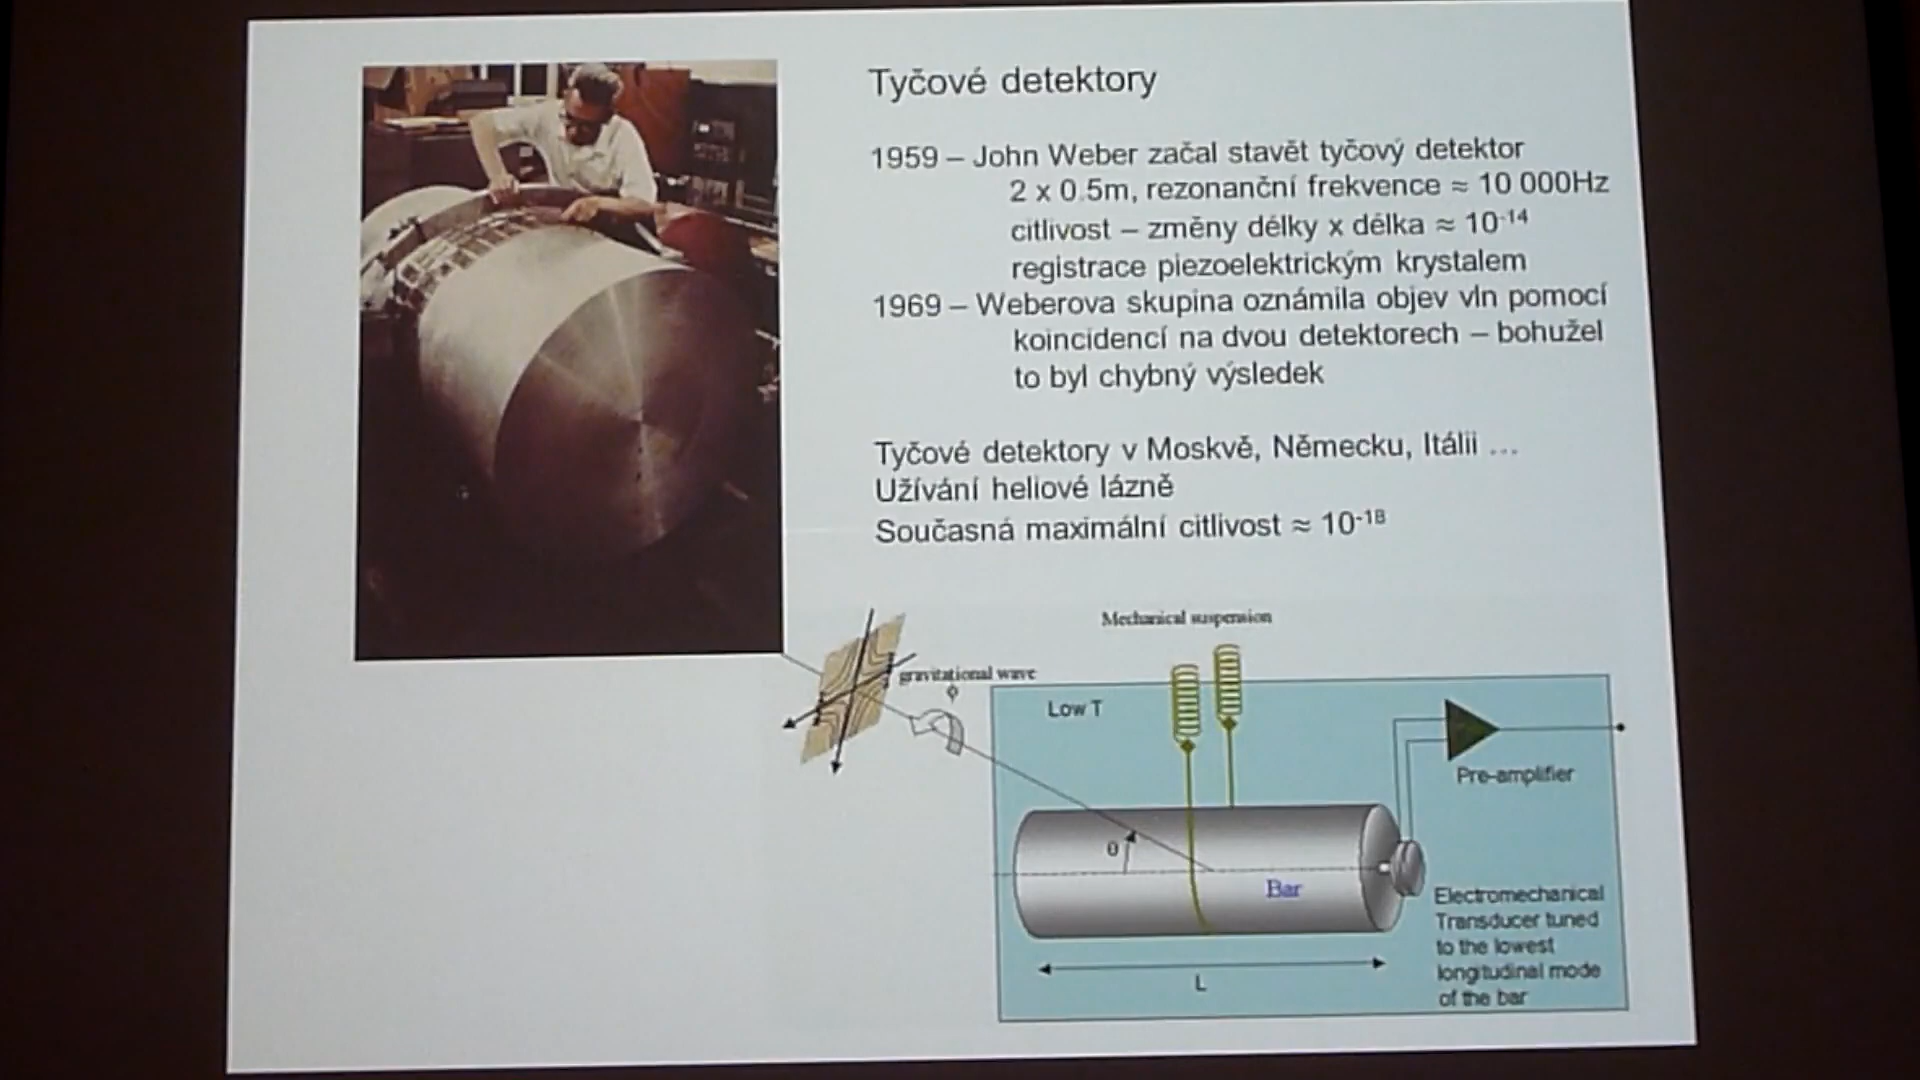 Tyčové detektory
1959 – John Weber začal stavět tyčový detektor
2 x 0.5m, rezonanční frekvence ≈ 10 000Hz
citlivost – změny délky x délka ≈ 10⁻¹⁴
registrace piezoelektrickým krystalem
1969 – Weberova skupina oznámila objev vln pomocí
koincidencí na dvou detektorech – bohužel
to byl chybný výsledek
Tyčové detektory v Moskvě, Německu, Itálii ...
Užívání heliové lázně
Současná maximální citlivost ≈ 10⁻¹⁸
Mechanical suspension
gravitational wave
ϕ
Low T
Pre-amplifier
θ
Bar
Electromechanical
Transducer tuned
to the lowest
longitudinal mode
of the bar
L